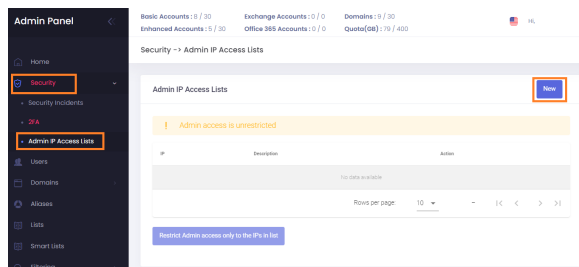 Admin Panel
Basic Accounts : 8 / 30
Exchange Accounts : 0 / 0
Domains : 9 / 30
Enhanced Accounts : 5 / 30
Office 365 Accounts : 0 / 0
Quota(GB) : 79 / 400
Hi,
Security -> Admin IP Access Lists
Home
Security
Security Incidents
2FA
Admin IP Access Lists
Users
Domains
Aliases
Lists
Smart Lists
Filtering
Admin IP Access Lists
New
! Admin access is unrestricted
IP
Description
Action
No data available
Rows per page:
10
-
Restrict Admin access only to the IPs in list